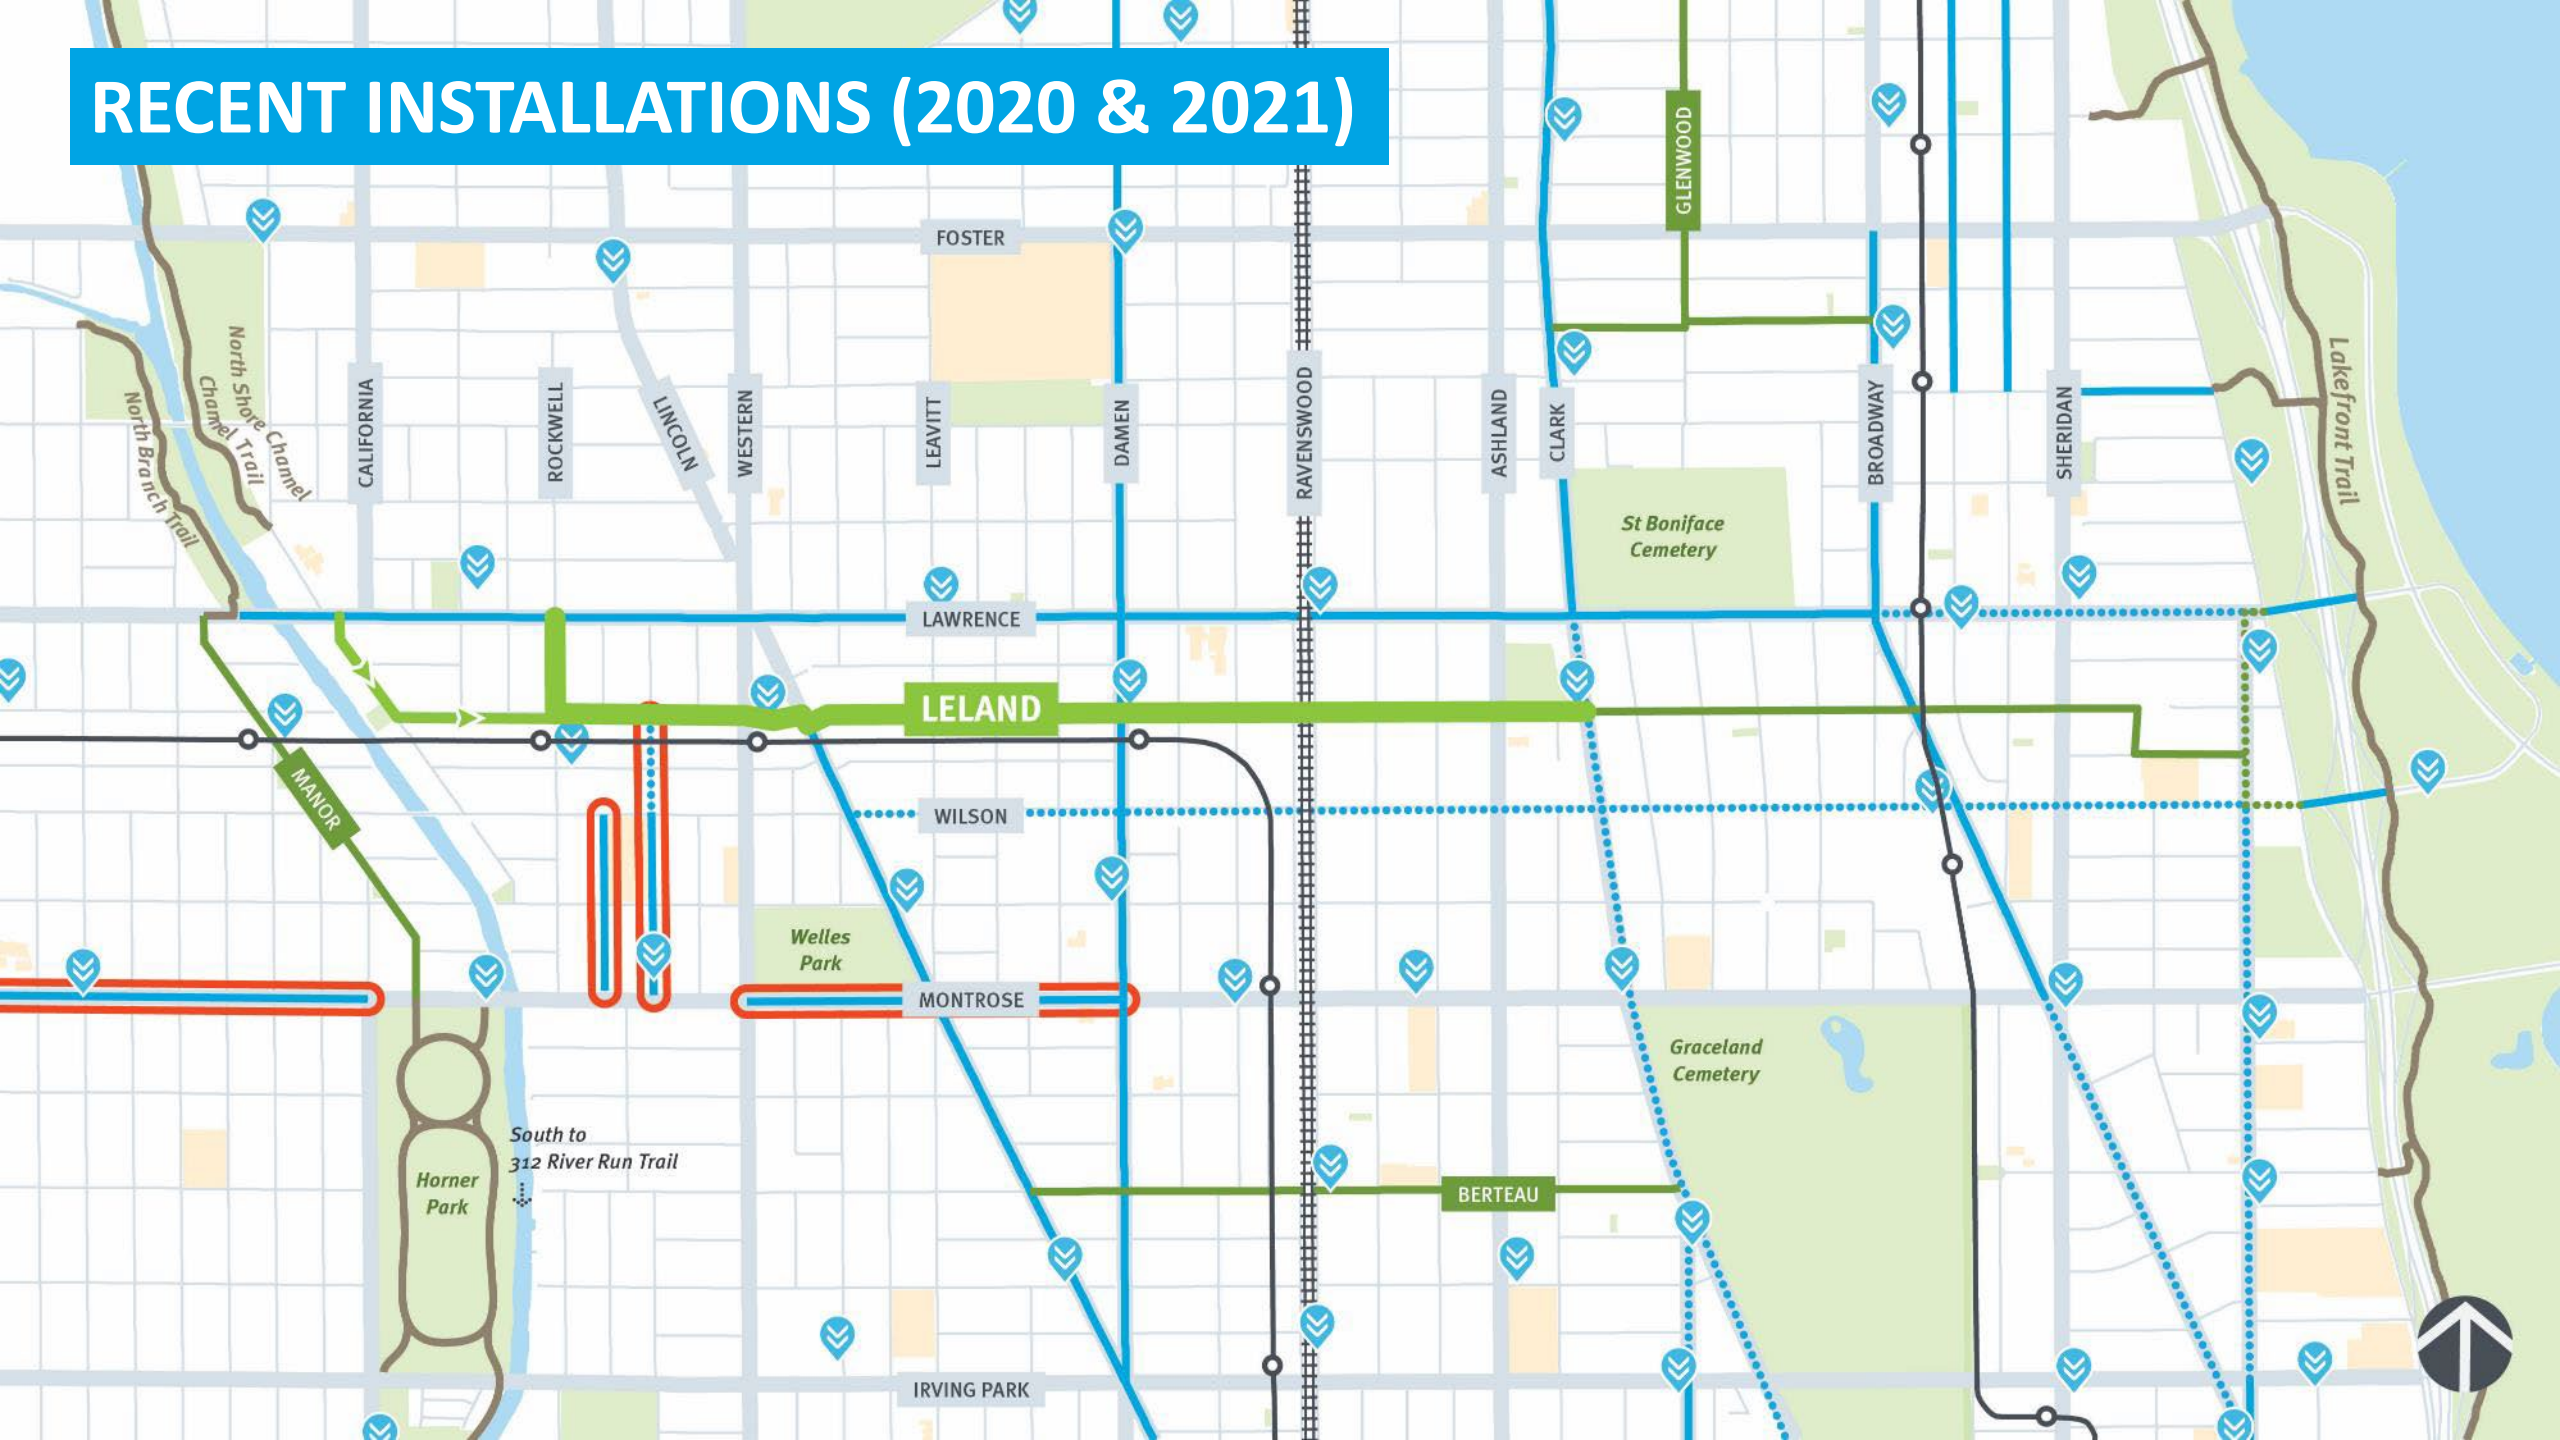 RECENT INSTALLATIONS (2020 & 2021)
GLENWOOD
FOSTER
North Shore Channel
Channel Trail
North Branch Trail
CALIFORNIA
ROCKWELL
LINCOLN
WESTERN
LEAVITT
DAMEN
RAVENSWOOD
ASHLAND
CLARK
BROADWAY
SHERIDAN
Lakefront Trail
St Boniface
Cemetery
LAWRENCE
LELAND
MANOR
WILSON
Welles
Park
MONTROSE
Graceland
Cemetery
South to
312 River Run Trail
Horner
Park
BERTEAU
IRVING PARK